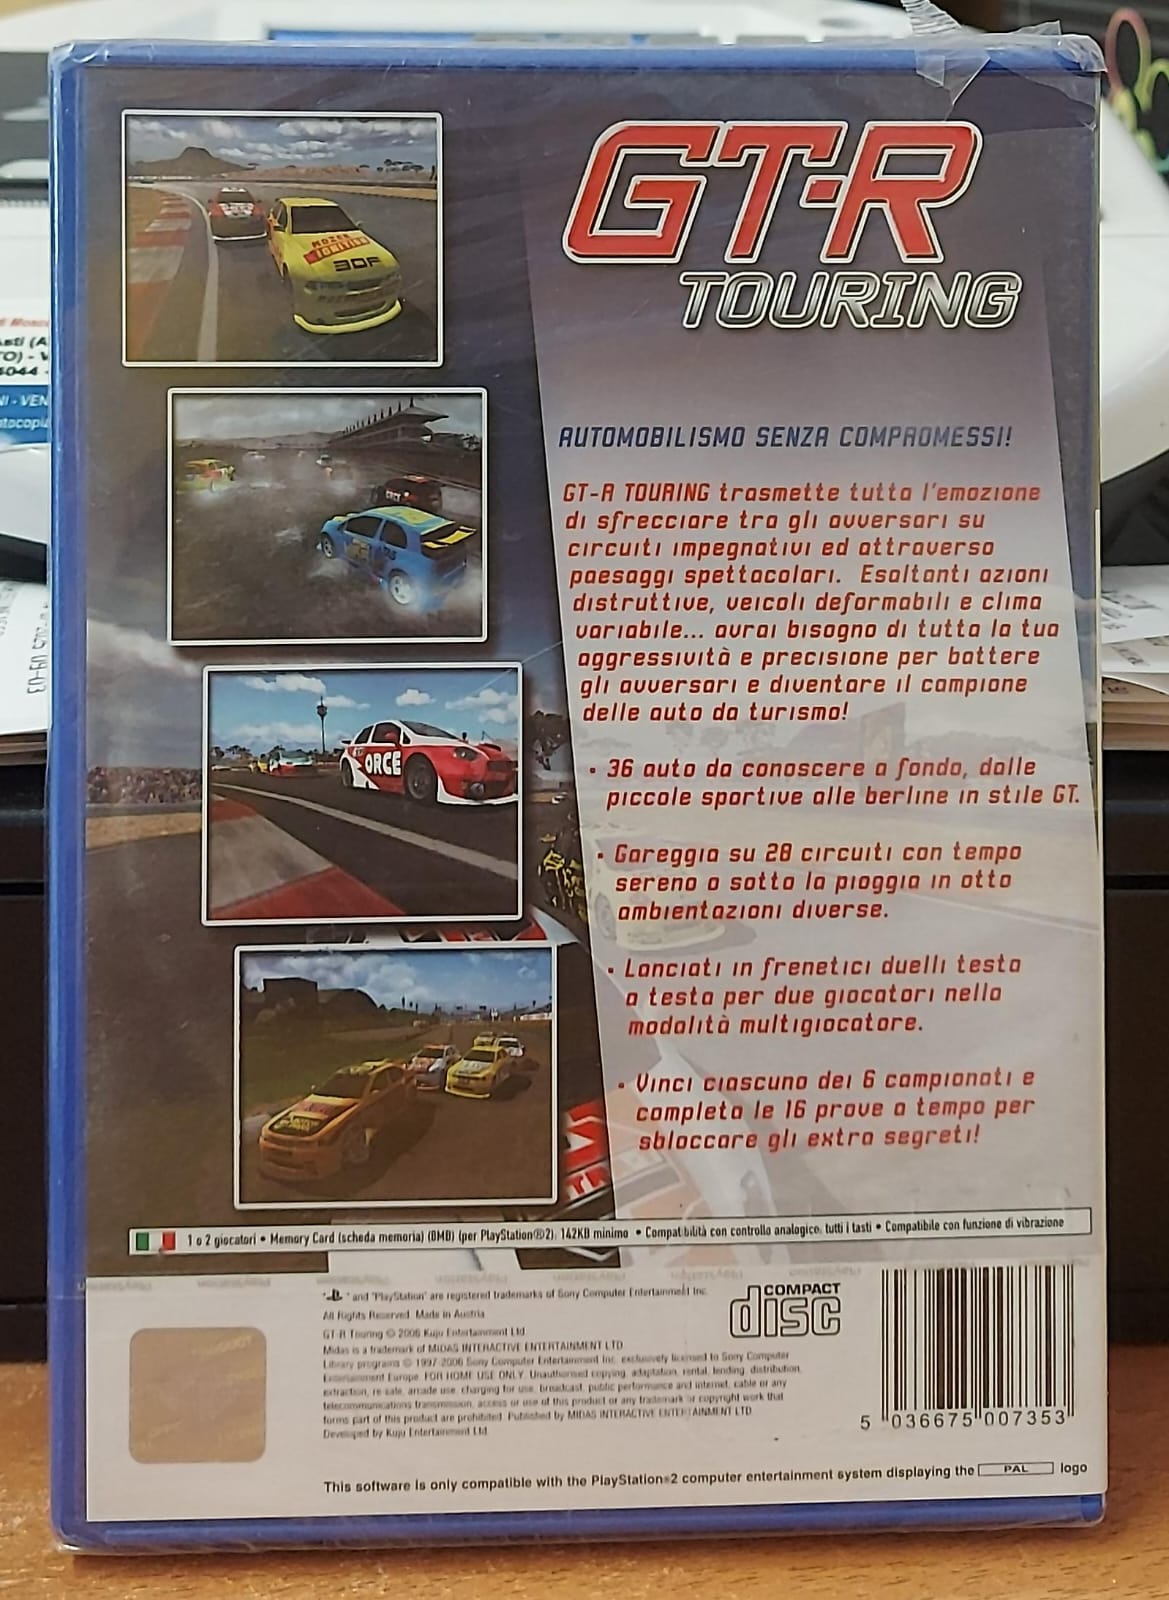 GT-R
TOURING
AUTOMOBILISMO SENZA COMPROMESSI!
GT-R TOURING trasmette tutta l'emozione
di sfrecciare tra gli avversari su
circuiti impegnativi ed attraverso
paesaggi spettacolari. Esaltanti azioni
distruttive, veicoli deformabili e clima
variabile... avrai bisogno di tutta la tua
aggressività e precisione per battere
gli avversari e diventare il campione
delle auto da turismo!
• 36 auto da conoscere a fondo, dalle
piccole sportive alle berline in stile GT.
• Gareggia su 28 circuiti con tempo
sereno o sotto la pioggia in otto
ambientazioni diverse.
• Lanciati in frenetici duelli testa
a testa per due giocatori nella
modalità multigiocatore.
• Vinci ciascuno dei 6 campionati e
completa le 16 prove a tempo per
sbloccare gli extra segreti!
ORCE
1 o 2 giocatori • Memory Card (scheda memoria) (8MB) (per PlayStation®2): 142KB minimo • Compatibilità con controllo analogico: tutti i tasti • Compatibile con funzione di vibrazione
" " and "PlayStation" are registered trademarks of Sony Computer Entertainment Inc.
All Rights Reserved. Made in Austria
GT-R Touring © 2006 Kuju Entertainment Ltd.
Midas is a trademark of MIDAS INTERACTIVE ENTERTAINMENT LTD.
Library programs © 1997-2006 Sony Computer Entertainment Inc. exclusively licensed to Sony Computer
Entertainment Europe. FOR HOME USE ONLY. Unauthorised copying, adaptation, rental, lending, distribution,
extraction, re-sale, arcade use, charging for use, broadcast, public performance and internet, cable or any
telecommunications transmission, access or use of this product or any trademark or copyright work that
forms part of this product are prohibited. Published by MIDAS INTERACTIVE ENTERTAINMENT LTD.
Developed by Kuju Entertainment Ltd.
COMPACT
disc
5 036675 007353
This software is only compatible with the PlayStation®2 computer entertainment system displaying the PAL logo